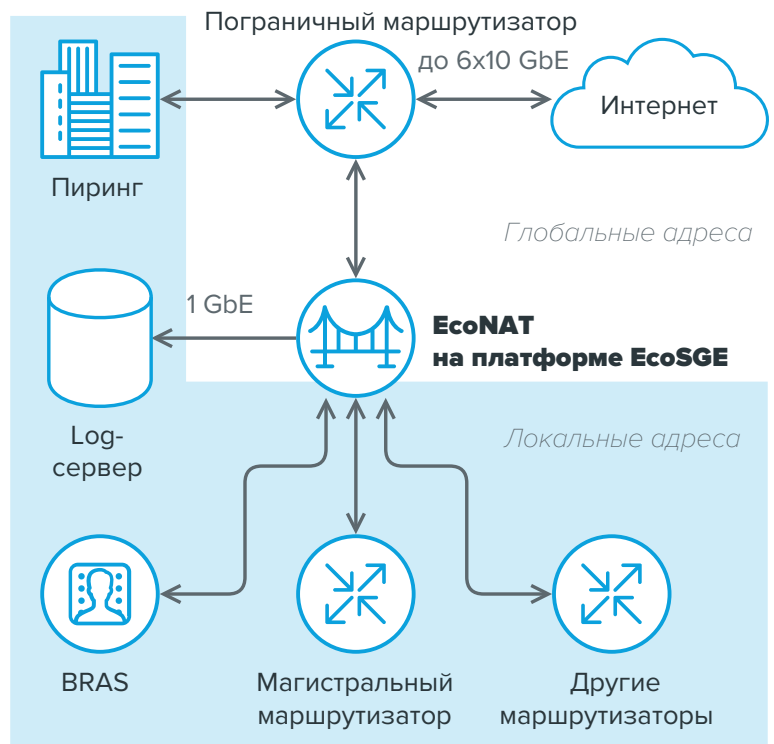 Пограничный маршрутизатор
до 6x10 GbE
Интернет
Пиринг
Глобальные адреса
1 GbE
EcoNAT
на платформе EcoSGE
Log-
сервер
Локальные адреса
BRAS
Магистральный
маршрутизатор
Другие
маршрутизаторы